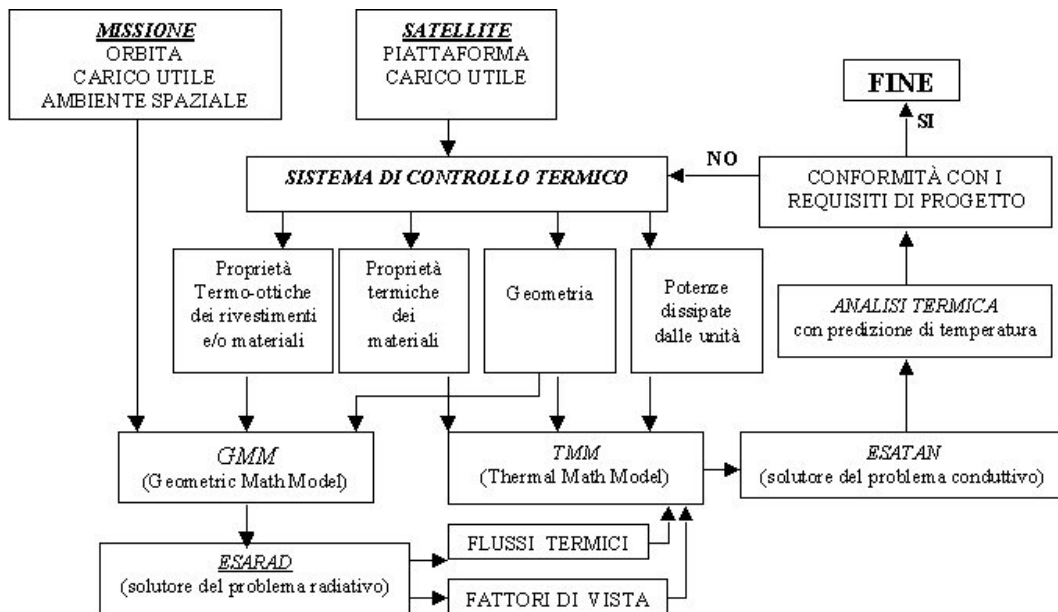 MISSIONE
ORBITA
CARICO UTILE
AMBIENTE SPAZIALE
SATELLITE
PIATTAFORMA
CARICO UTILE
FINE
SI
NO
SISTEMA DI CONTROLLO TERMICO
CONFORMITÀ CON I
REQUISITI DI PROGETTO
Proprietà
Termo-ottiche
dei rivestimenti
e/o materiali
Proprietà
termiche
dei
materiali
Geometria
Potenze
dissipate
dalle unità
ANALISI TERMICA
con predizione di temperatura
GMM
(Geometric Math Model)
TMM
(Thermal Math Model)
ESATAN
(solutore del problema conduttivo)
ESARAD
(solutore del problema radiativo)
FLUSSI TERMICI
FATTORI DI VISTA